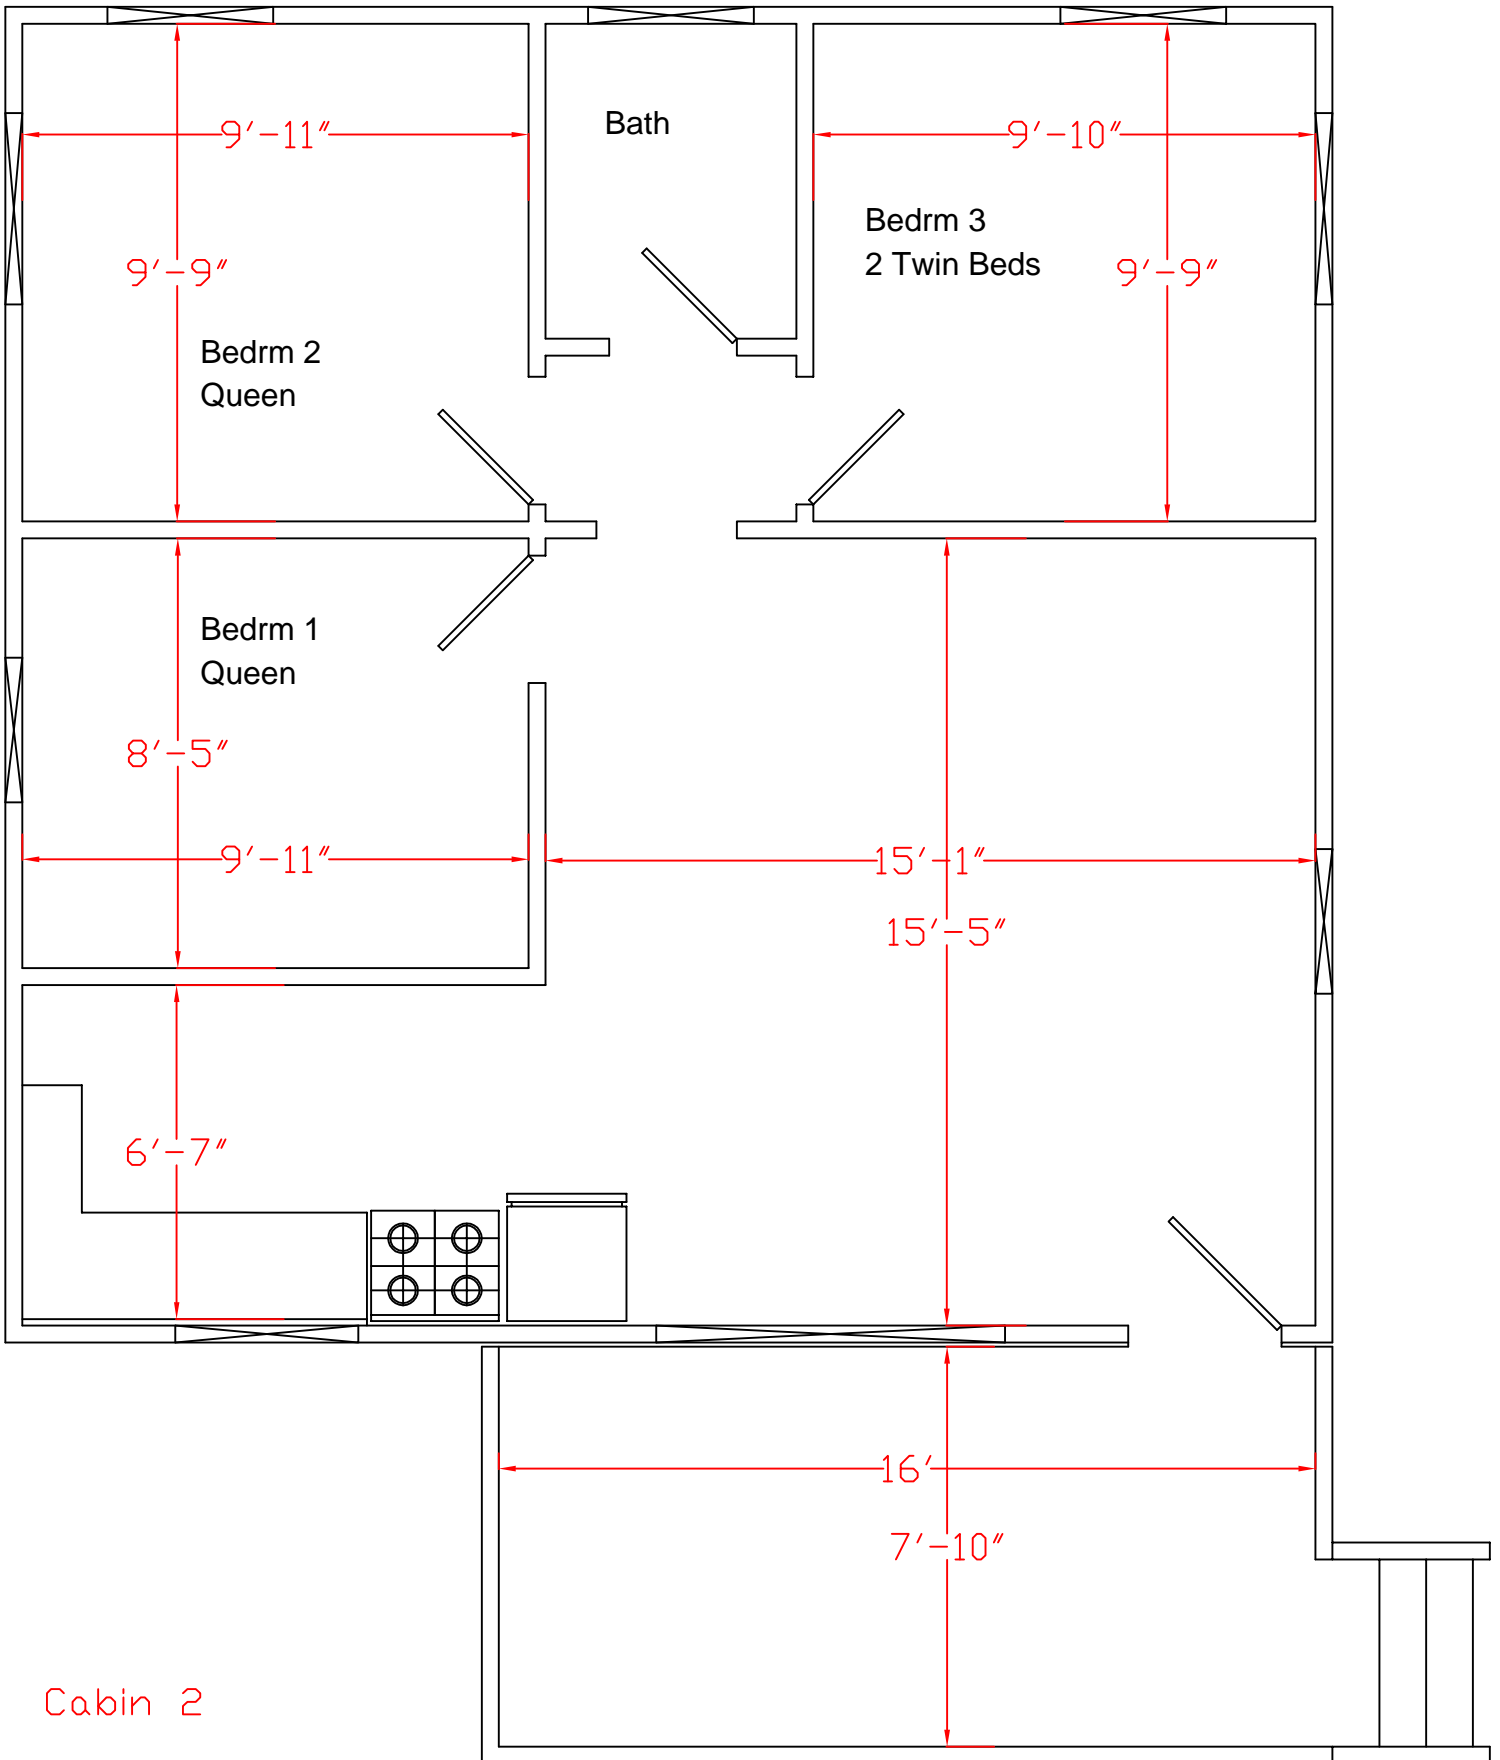 9'-11"
Bath
9'-10"
Bedrm 3
2 Twin Beds
9'-9"
9'-9"
Bedrm 2
Queen
Bedrm 1
Queen
8'-5"
9'-11"
15'-1"
15'-5"
6'-7"
16'
7'-10"
Cabin 2